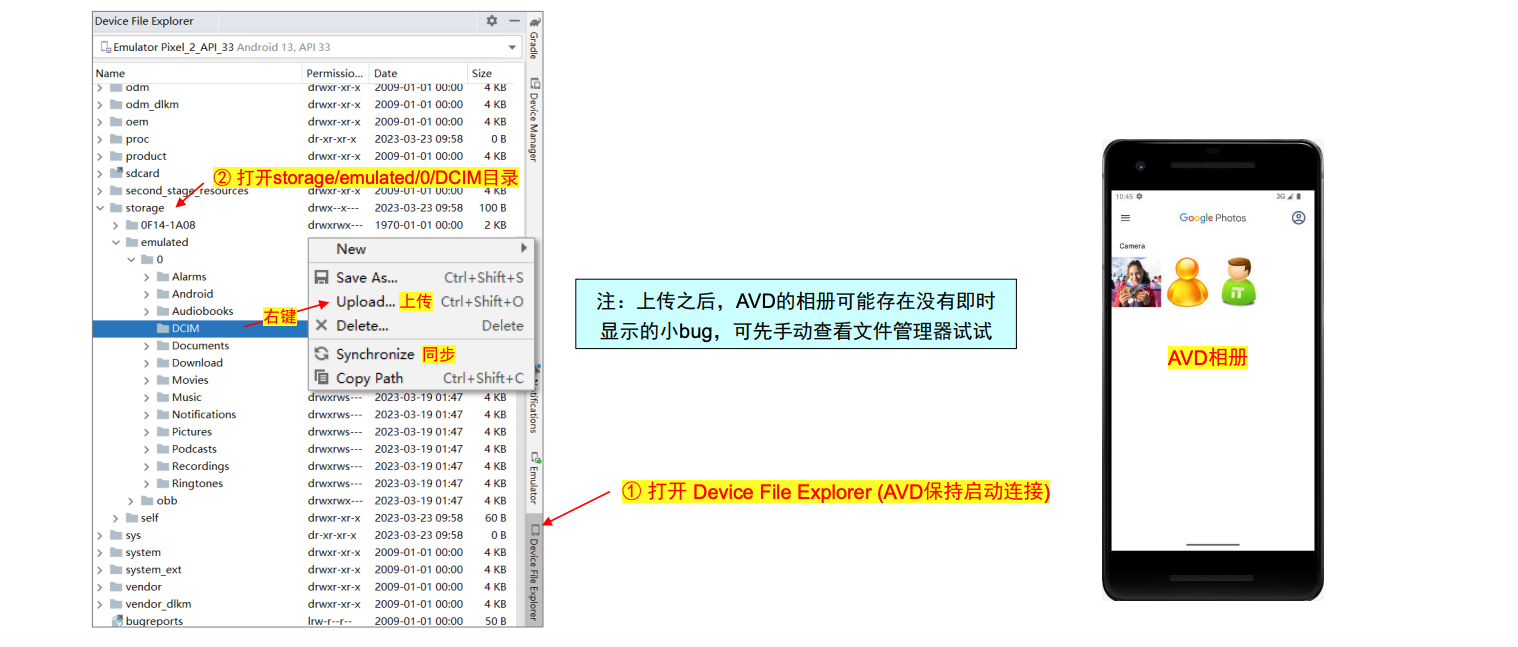 Device File Explorer
Emulator Pixel_2_API_33 Android 13, API 33
Name Permissio... Date Size
odm drwxr-xr-x 2009-01-01 00:00 4 KB
odm_dlkm drwxr-xr-x 2009-01-01 00:00 4 KB
oem drwxr-xr-x 2009-01-01 00:00 4 KB
proc dr-xr-xr-x 2023-03-23 09:58 0 B
product drwxr-xr-x 2009-01-01 00:00 4 KB
sdcard
② 打开storage/emulated/0/DCIM目录
second_stage_resources drwxr-xr-x 2009-01-01 00:00 4 KB
storage drwx--x--- 2023-03-23 09:58 100 B
0F14-1A08 drwxrwx--- 1970-01-01 00:00 2 KB
emulated
0
Alarms
Android
Audiobooks
DCIM
右键
Documents
Download
Movies
Music drwxrws--- 2023-03-19 01:47 4 KB
Notifications drwxrws--- 2023-03-19 01:47 4 KB
Pictures drwxrws--- 2023-03-19 01:47 4 KB
Podcasts drwxrws--- 2023-03-19 01:47 4 KB
Recordings drwxrws--- 2023-03-19 01:47 4 KB
Ringtones drwxrws--- 2023-03-19 01:47 4 KB
obb drwxrwx--- 2023-03-19 01:47 4 KB
self drwxr-xr-x 2023-03-23 09:58 60 B
sys dr-xr-xr-x 2023-03-23 09:58 0 B
system drwxr-xr-x 2009-01-01 00:00 4 KB
system_ext drwxr-xr-x 2009-01-01 00:00 4 KB
vendor drwxr-xr-x 2009-01-01 00:00 4 KB
vendor_dlkm drwxr-xr-x 2009-01-01 00:00 4 KB
bugreports lrw-r--r-- 2009-01-01 00:00 50 B
New
Save As... Ctrl+Shift+S
Upload... 上传 Ctrl+Shift+O
Delete... Delete
Synchronize 同步
Copy Path Ctrl+Shift+C
Gradle
Device Manager
Emulator
Device File Explorer
注：上传之后，AVD的相册可能存在没有即时
显示的小bug，可先手动查看文件管理器试试
① 打开 Device File Explorer (AVD保持启动连接)
10:45 3G
Google Photos
Camera
AVD相册